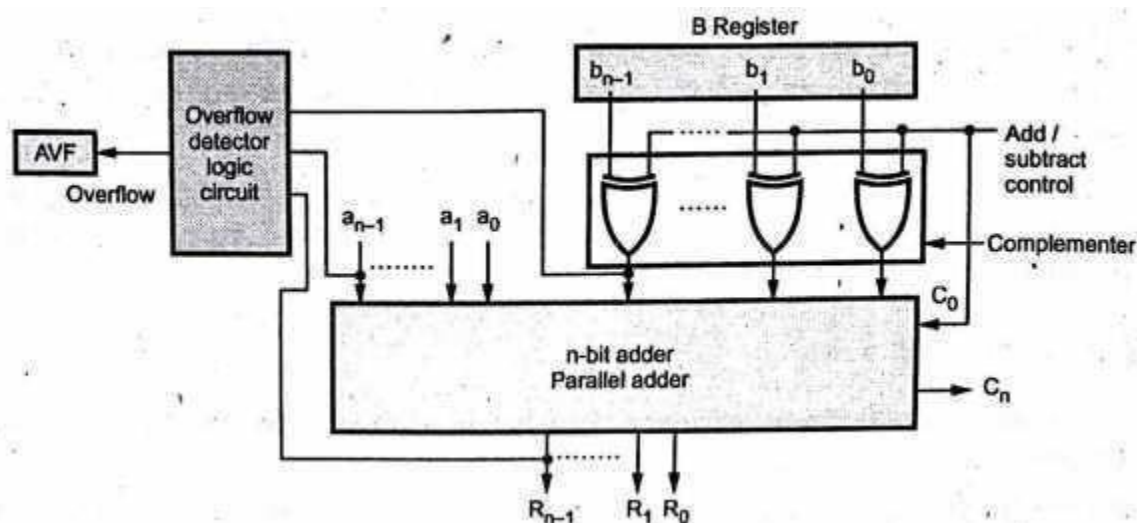 B Register
b_{n–1} b_1 b_0
Overflow
detector
logic
circuit
AVF
Overflow
Add /
subtract
control
a_{n–1} a_1 a_0
Complementer
C_0
n-bit adder
Parallel adder
C_n
R_{n–1} R_1 R_0